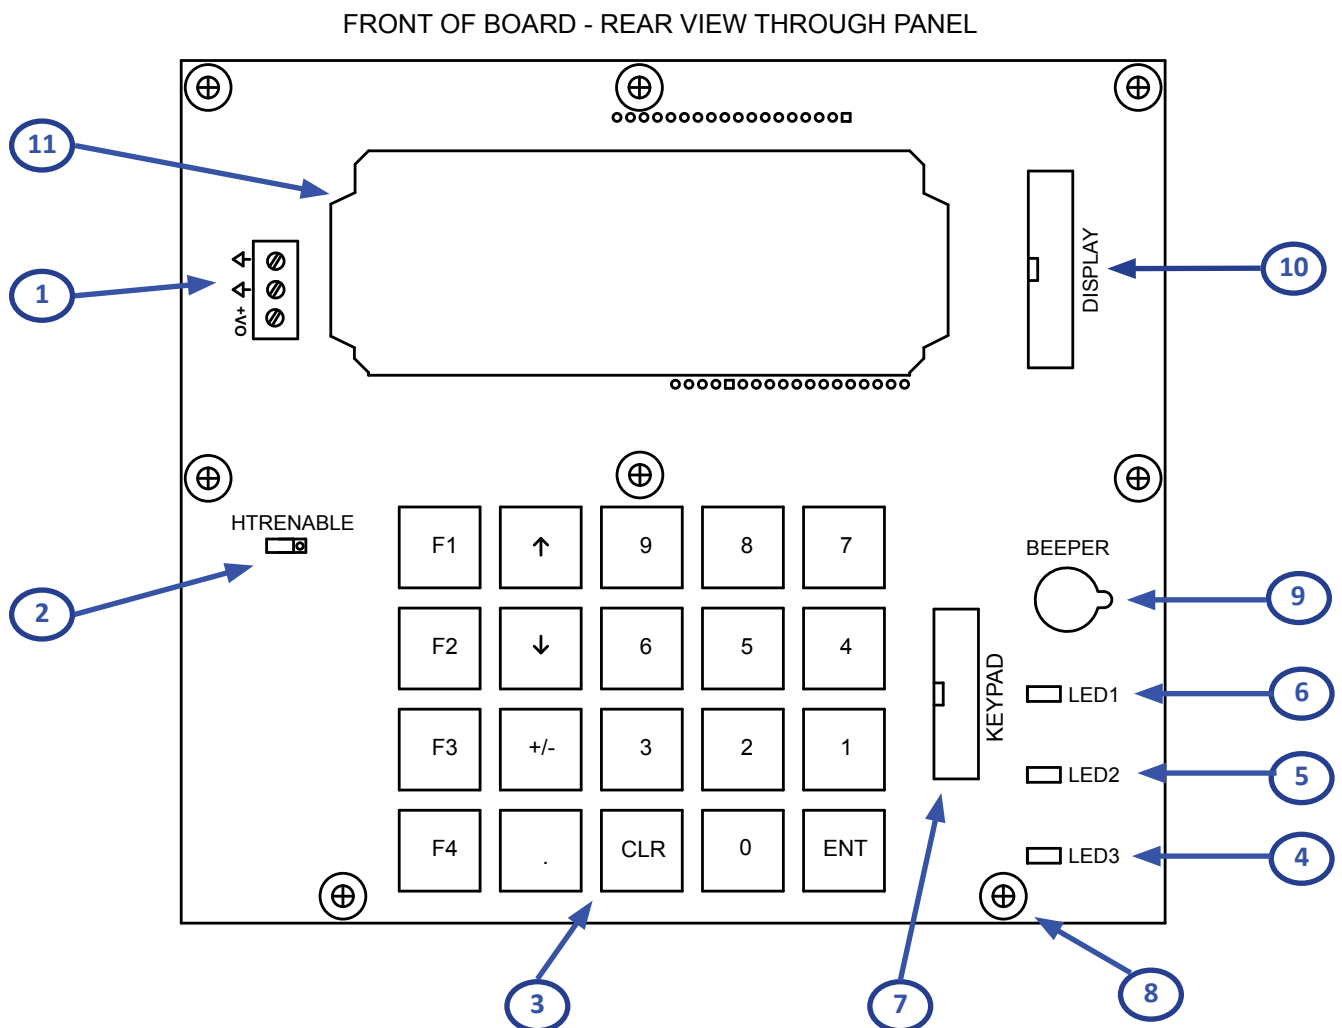 FRONT OF BOARD - REAR VIEW THROUGH PANEL
11
1
+VO
DISPLAY
10
HTRENABLE
2
F1 ↑ 9 8 7
BEEPER
9
F2 ↓ 6 5 4
KEYPAD
LED1
6
F3 +/- 3 2 1
LED2
5
F4 . CLR 0 ENT
LED3
4
3
7
8